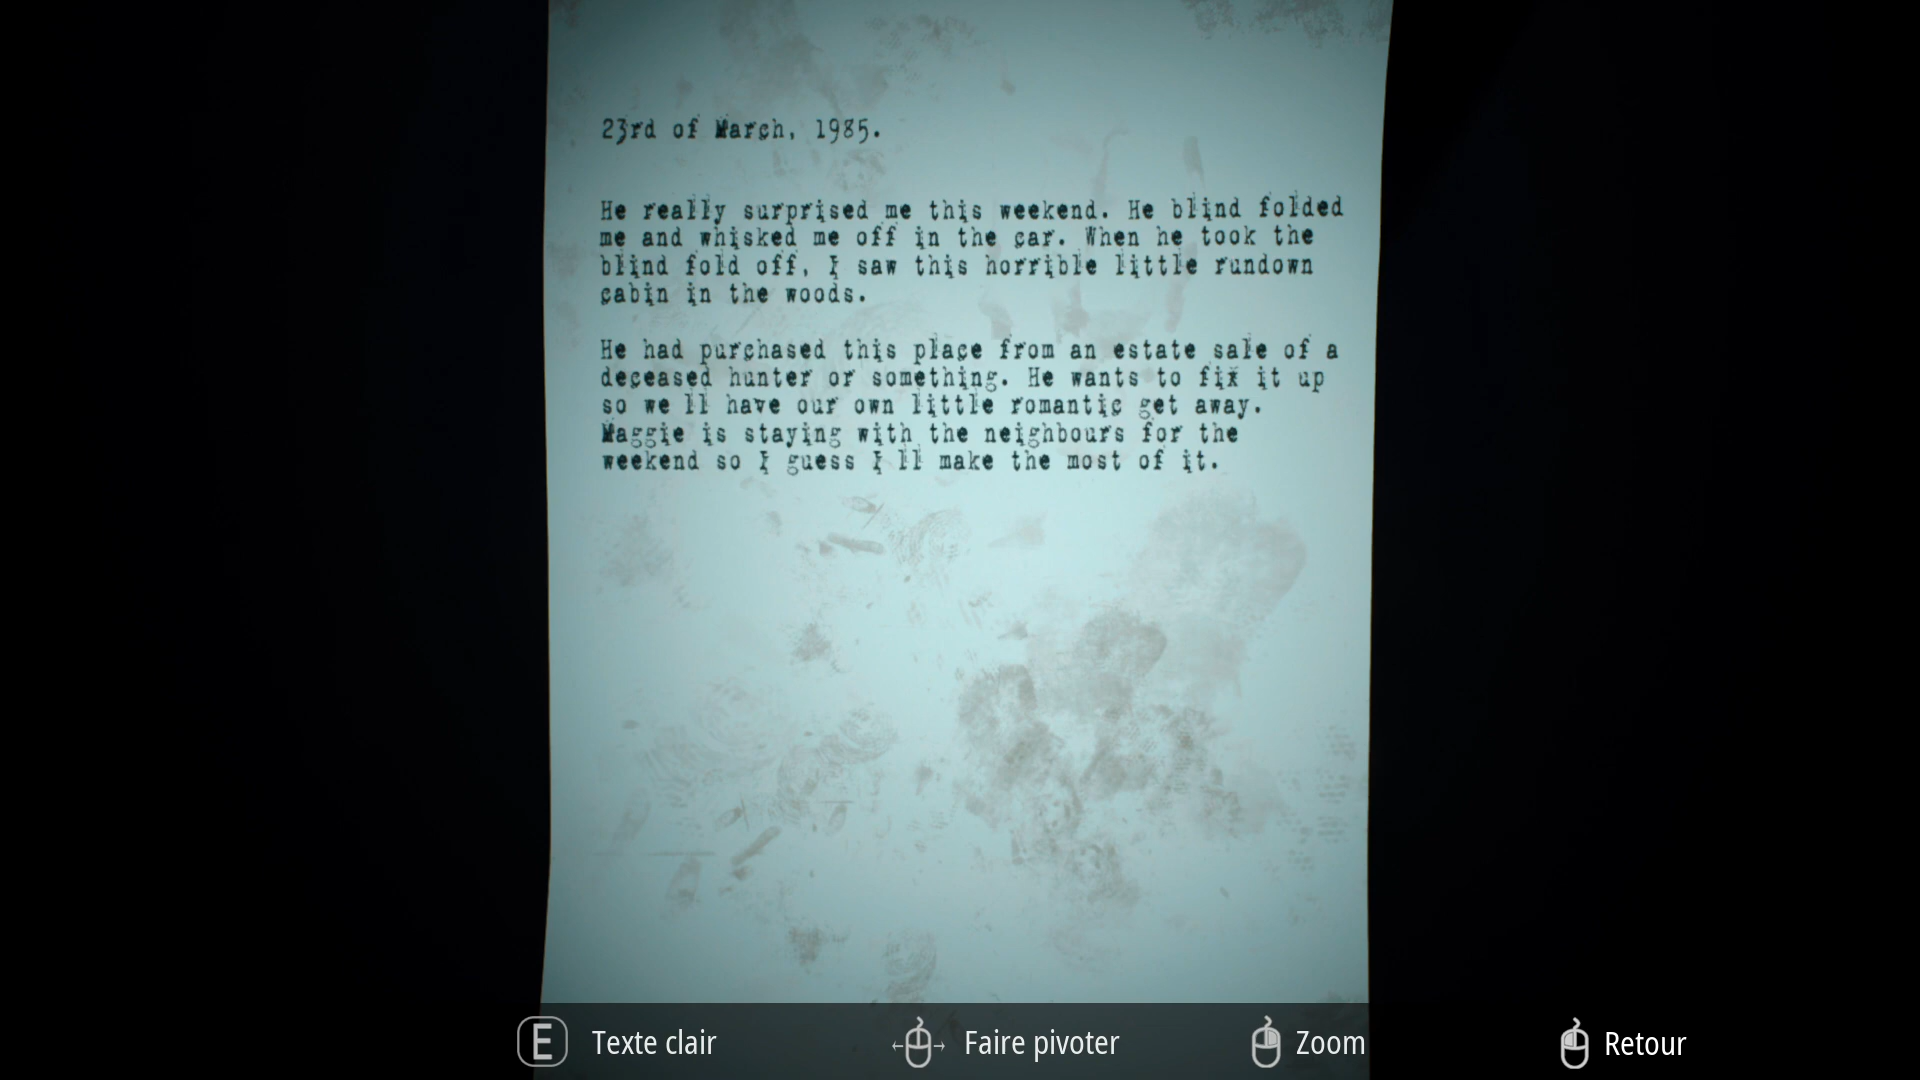 23rd of March, 1985.
He really surprised me this weekend. He blind folded
me and whisked me off in the car. When he took the
blind fold off, I saw this horrible little rundown
cabin in the woods.
He had purchased this place from an estate sale of a
deceased hunter or something. He wants to fix it up
so we ll have our own little romantic get away.
Maggie is staying with the neighbours for the
weekend so I guess I ll make the most of it.
E Texte clair Faire pivoter Zoom Retour